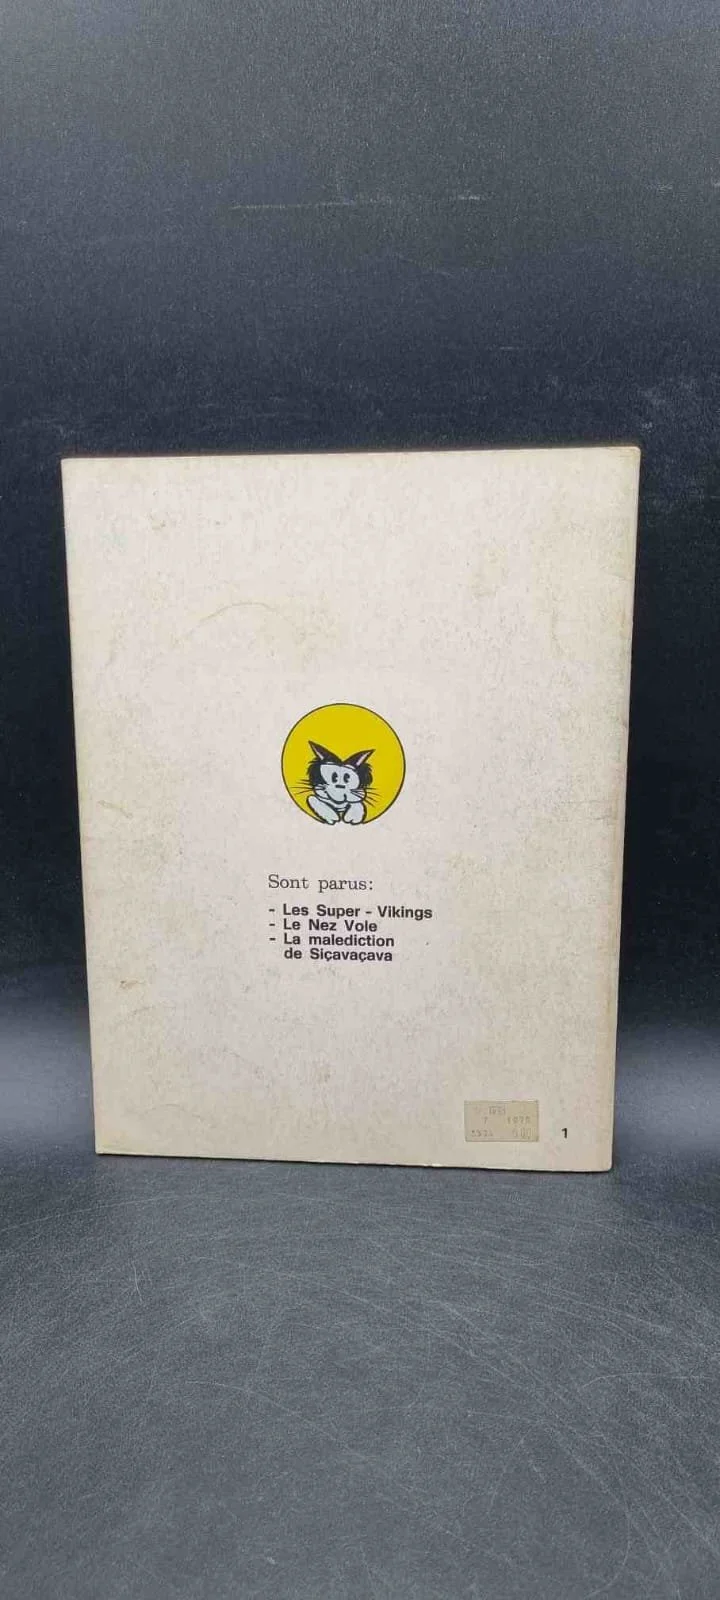 Sont parus:
- Les Super - Vikings
- Le Nez Vole
- La malediction
de Siçavaçava
1